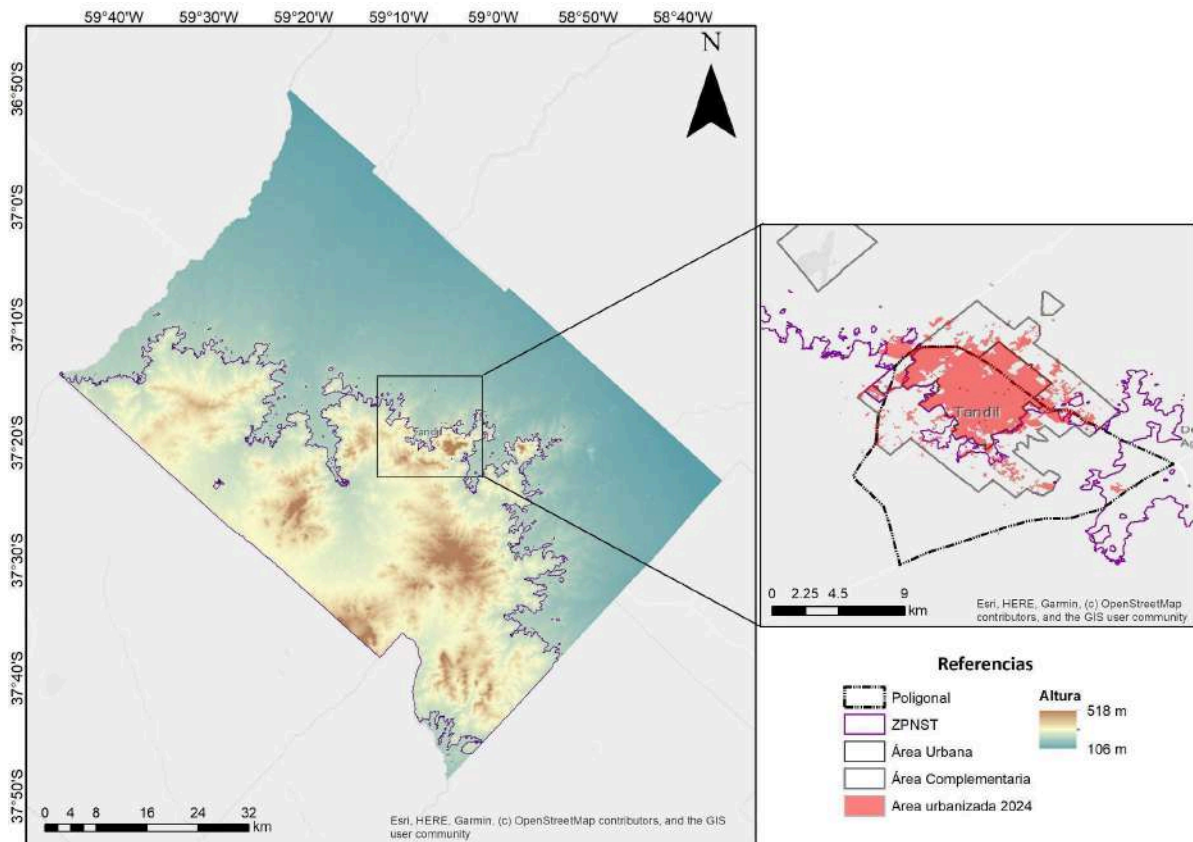 59°40'W 59°30'W 59°20'W 59°10'W 59°0'W 58°50'W 58°40'W
N
36°50'S
37°0'S
37°10'S
37°20'S
37°30'S
37°40'S
37°50'S
Tandil
0 4 8 16 24 32
km
Esri, HERE, Garmin, (c) OpenStreetMap contributors, and the GIS
user community
Tandil
0 2.25 4.5 9
km
Esri, HERE, Garmin, (c) OpenStreetMap
contributors, and the GIS user community
Referencias
Poligonal
ZPNST
Área Urbana
Área Complementaria
Area urbanizada 2024
Altura
518 m
106 m